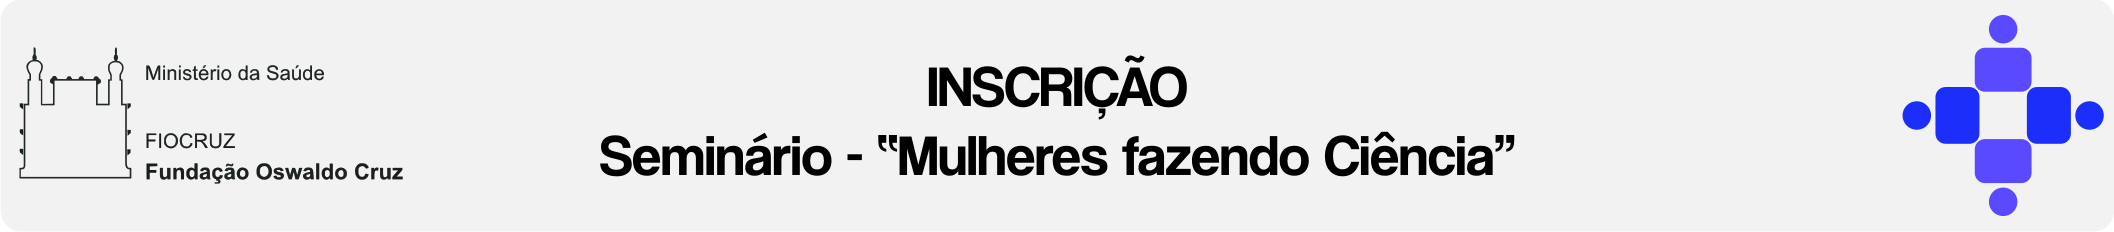 Ministério da Saúde
FIOCRUZ
Fundação Oswaldo Cruz
INSCRIÇÃO
Seminário - “Mulheres fazendo Ciência”